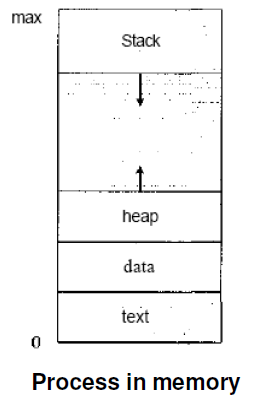 max
Stack
heap
data
text
0
Process in memory